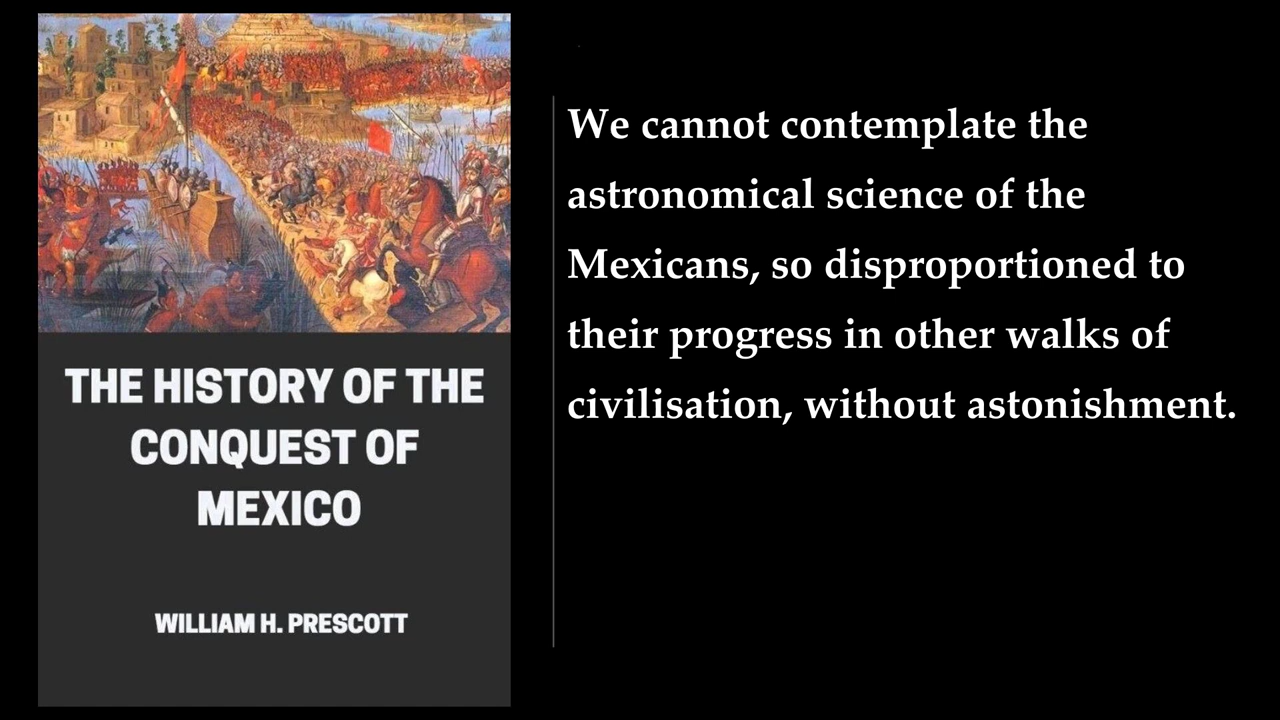 THE HISTORY OF THE
CONQUEST OF
MEXICO
WILLIAM H. PRESCOTT
We cannot contemplate the
astronomical science of the
Mexicans, so disproportioned to
their progress in other walks of
civilisation, without astonishment.